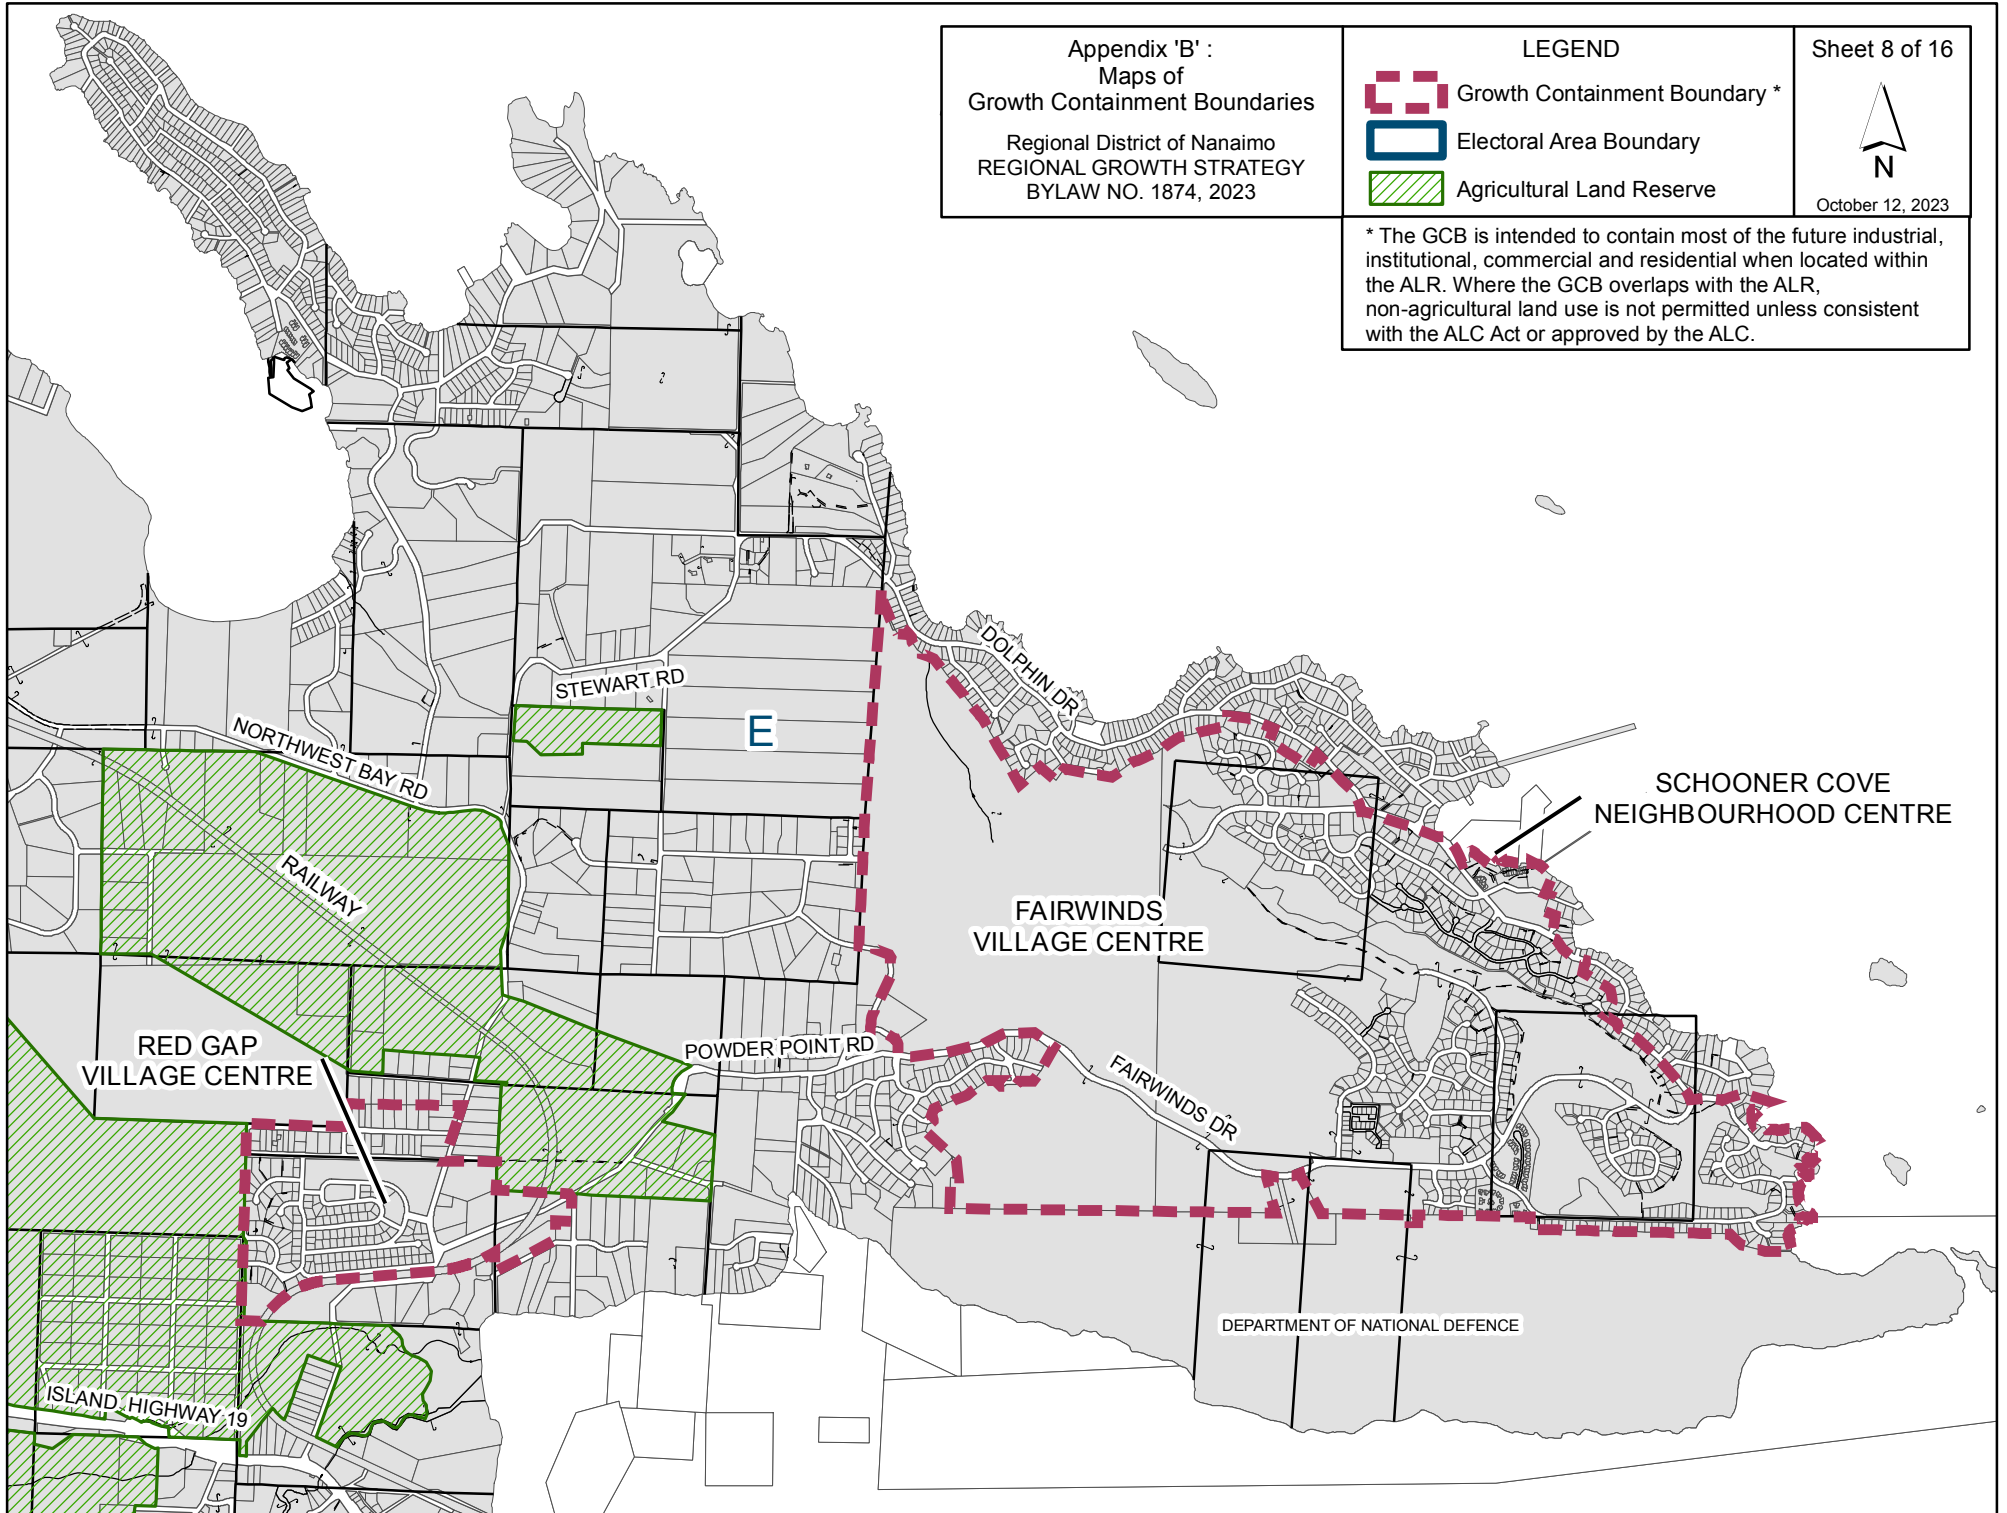 Appendix 'B' :
Maps of
Growth Containment Boundaries
Regional District of Nanaimo
REGIONAL GROWTH STRATEGY
BYLAW NO. 1874, 2023
LEGEND
Growth Containment Boundary *
Electoral Area Boundary
Agricultural Land Reserve
Sheet 8 of 16
N
October 12, 2023
* The GCB is intended to contain most of the future industrial,
institutional, commercial and residential when located within
the ALR. Where the GCB overlaps with the ALR,
non-agricultural land use is not permitted unless consistent
with the ALC Act or approved by the ALC.
DOLPHIN DR
STEWART RD
E
NORTHWEST BAY RD
SCHOONER COVE
NEIGHBOURHOOD CENTRE
RAILWAY
FAIRWINDS
VILLAGE CENTRE
RED GAP
VILLAGE CENTRE
POWDER POINT RD
FAIRWINDS DR
DEPARTMENT OF NATIONAL DEFENCE
ISLAND HIGHWAY 19